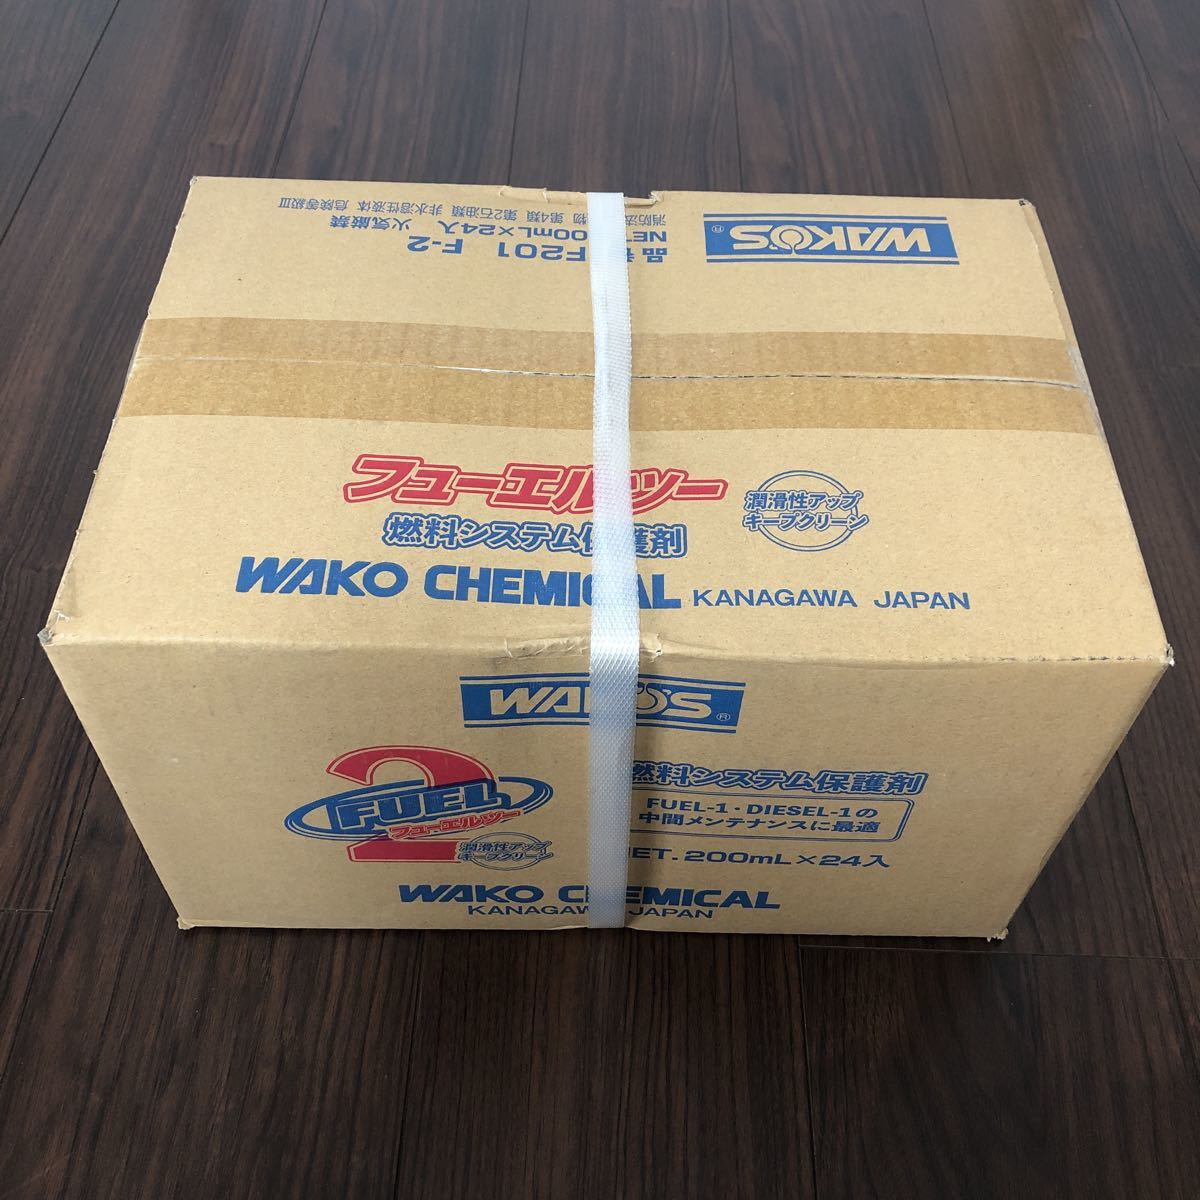 WAKO'S ®
品 F201 F-2
NET 00mL×24入 火気厳禁
消防法 物 第4類 第2石油類 非水溶性液体 危険等級III
フューエルツー
燃料システム保護剤
潤滑性アップ
キープクリーン
WAKO CHEMICAL KANAGAWA JAPAN
WAKO'S ®
2
FUEL
フューエルツー
潤滑性アップ
キープクリーン
燃料システム保護剤
FUEL-1・DIESEL-1の
中間メンテナンスに最適
NET. 200mL×24入
WAKO CHEMICAL
KANAGAWA JAPAN